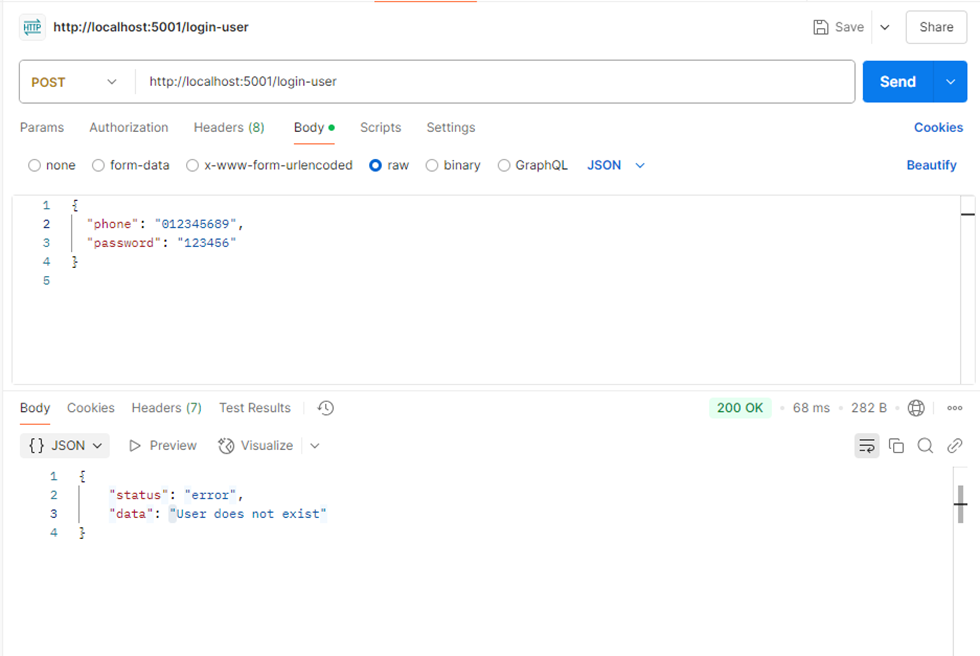 HTTP http://localhost:5001/login-user Save Share
POST http://localhost:5001/login-user Send
Params Authorization Headers (8) Body Scripts Settings Cookies
none form-data x-www-form-urlencoded raw binary GraphQL JSON Beautify
1 {
2 "phone": "012345689",
3 "password": "123456"
4 }
5
Body Cookies Headers (7) Test Results 200 OK 68 ms 282 B
{} JSON Preview Visualize
1 {
2 "status": "error",
3 "data": "User does not exist"
4 }